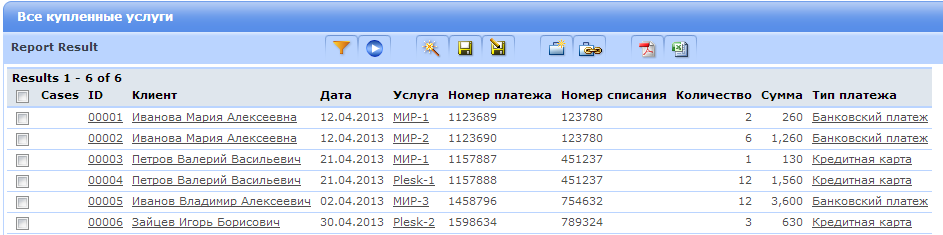 Все купленные услуги
Report Result
Results 1 - 6 of 6
Cases ID Клиент Дата Услуга Номер платежа Номер списания Количество Сумма Тип платежа
00001 Иванова Мария Алексеевна 12.04.2013 МИР-1 1123689 123780 2 260 Банковский платеж
00002 Иванова Мария Алексеевна 12.04.2013 МИР-2 1123690 123780 6 1,260 Банковский платеж
00003 Петров Валерий Васильевич 21.04.2013 МИР-1 1157887 451237 1 130 Кредитная карта
00004 Петров Валерий Васильевич 21.04.2013 Plesk-1 1157888 451237 12 1,560 Кредитная карта
00005 Иванов Владимир Алексеевич 02.04.2013 МИР-3 1458796 754632 12 3,600 Банковский платеж
00006 Зайцев Игорь Борисович 30.04.2013 Plesk-2 1598634 789324 3 630 Кредитная карта